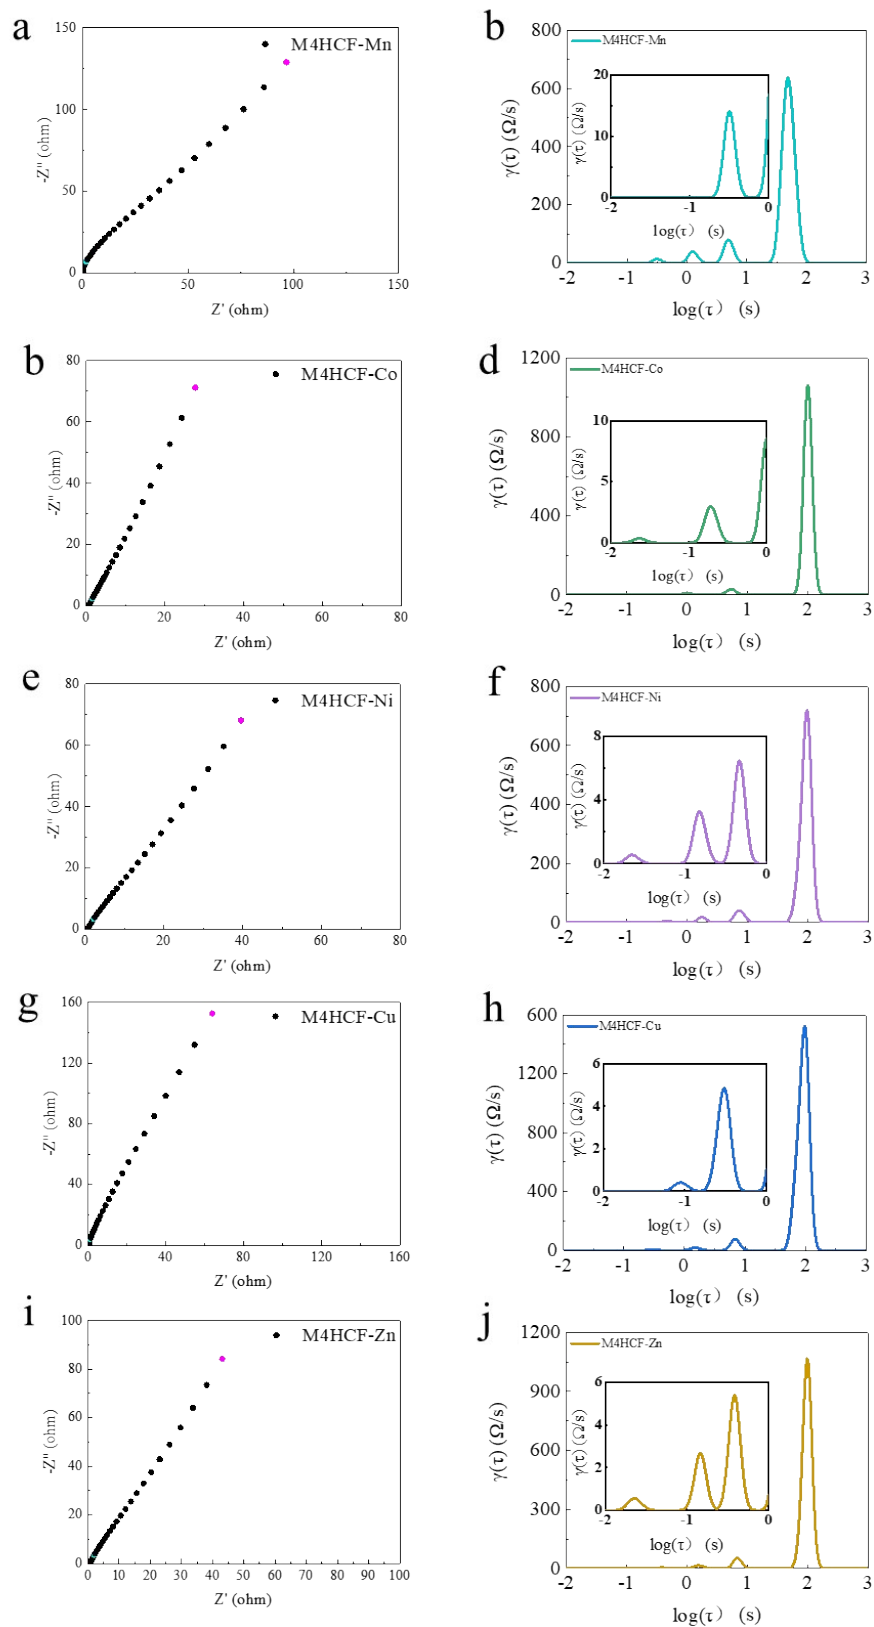 a
M4HCF-Mn
150
100
50
0
-Z'' (ohm)
0 50 100 150
Z' (ohm)
b
M4HCF-Mn
800
600
400
200
0
γ(τ) (Ω/s)
20
15
10
5
0
γ(τ) (Ω/s)
-2 -1 0
log(τ) (s)
-2 -1 0 1 2 3
log(τ) (s)
b
M4HCF-Co
80
60
40
20
0
-Z'' (ohm)
0 20 40 60 80
Z' (ohm)
d
M4HCF-Co
1200
800
400
0
γ(τ) (Ω/s)
10
5
0
γ(τ) (Ω/s)
-2 -1 0
log(τ) (s)
-2 -1 0 1 2 3
log(τ) (s)
e
M4HCF-Ni
80
60
40
20
0
-Z'' (ohm)
0 20 40 60 80
Z' (ohm)
f
M4HCF-Ni
800
600
400
200
0
γ(τ) (Ω/s)
8
4
0
γ(τ) (Ω/s)
-2 -1 0
log(τ) (s)
-2 -1 0 1 2 3
log(τ) (s)
g
M4HCF-Cu
160
120
80
40
0
-Z'' (ohm)
0 40 80 120 160
Z' (ohm)
h
M4HCF-Cu
600
1200
800
400
0
γ(τ) (Ω/s)
6
4
2
0
γ(τ) (Ω/s)
-2 -1 0
log(τ) (s)
-2 -1 0 1 2 3
log(τ) (s)
i
M4HCF-Zn
100
80
60
40
20
0
-Z'' (ohm)
0 10 20 30 40 50 60 70 80 90 100
Z' (ohm)
j
M4HCF-Zn
1200
900
600
300
0
γ(τ) (Ω/s)
6
4
2
0
γ(τ) (Ω/s)
-2 -1 0
log(τ) (s)
-2 -1 0 1 2 3
log(τ) (s)